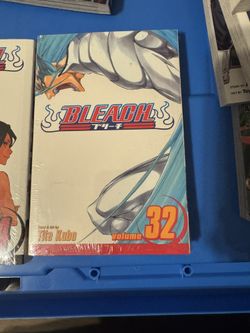 BLEACH
ブリーチ
Story & Art by
Tite Kubo
volume
32